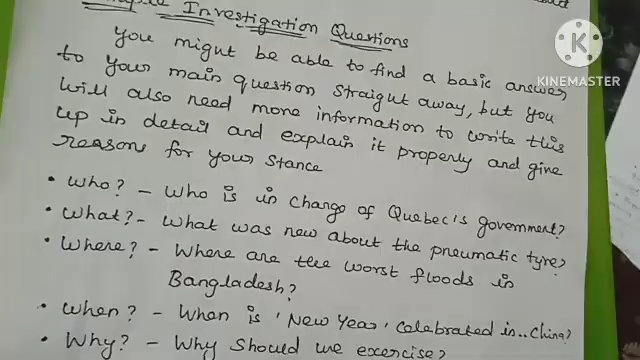 Investigation Questions
You might be able to find a basic answer
to your main question straight away, but you
will also need more information to write this
up in detail and explain it properly and give
reasons for your stance
• Who? - Who is in charge of Quebec's government?
• What? - What was new about the pneumatic tyre?
• Where? - Where are the worst floods in
Bangladesh?
• When? - When is 'New Year' celebrated in.. China?
• Why? - Why should we exercise?
KINEMASTER